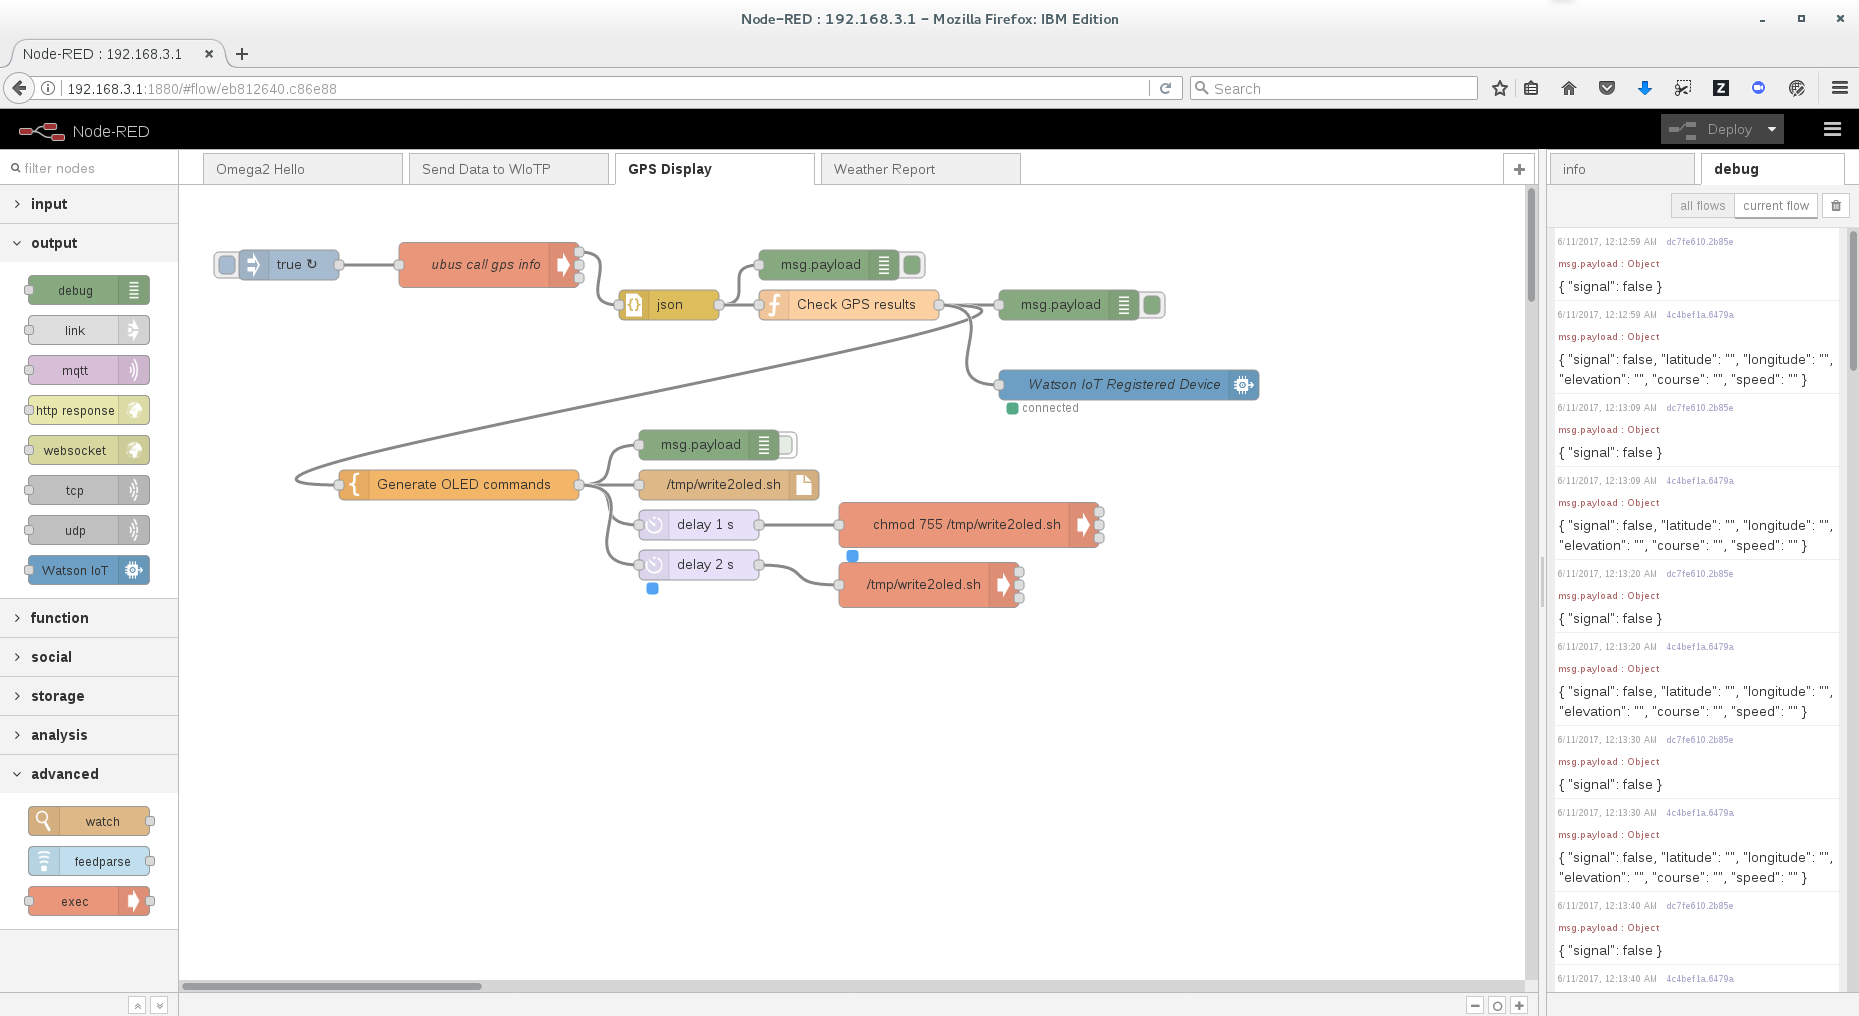 Node-RED : 192.168.3.1 - Mozilla Firefox: IBM Edition
Node-RED : 192.168.3.1
192.168.3.1:1880/#flow/eb812640.c86e88
Search
Node-RED
Deploy
filter nodes
input
output
debug
link
mqtt
http response
websocket
tcp
udp
Watson IoT
function
social
storage
analysis
advanced
watch
feedparse
exec
Omega2 Hello
Send Data to WIoTP
GPS Display
Weather Report
true ↻
ubus call gps info
msg.payload
json
Check GPS results
msg.payload
Watson IoT Registered Device
connected
msg.payload
Generate OLED commands
/tmp/write2oled.sh
delay 1 s
chmod 755 /tmp/write2oled.sh
delay 2 s
/tmp/write2oled.sh
info
debug
all flows
current flow
6/11/2017, 12:12:59 AM dc7fe610.2b85e
msg.payload : Object
{ "signal": false }
6/11/2017, 12:12:59 AM 4c4bef1a.6479a
msg.payload : Object
{ "signal": false, "latitude": "", "longitude": "",
"elevation": "", "course": "", "speed": "" }
6/11/2017, 12:13:09 AM dc7fe610.2b85e
msg.payload : Object
{ "signal": false }
6/11/2017, 12:13:09 AM 4c4bef1a.6479a
msg.payload : Object
{ "signal": false, "latitude": "", "longitude": "",
"elevation": "", "course": "", "speed": "" }
6/11/2017, 12:13:20 AM dc7fe610.2b85e
msg.payload : Object
{ "signal": false }
6/11/2017, 12:13:20 AM 4c4bef1a.6479a
msg.payload : Object
{ "signal": false, "latitude": "", "longitude": "",
"elevation": "", "course": "", "speed": "" }
6/11/2017, 12:13:30 AM dc7fe610.2b85e
msg.payload : Object
{ "signal": false }
6/11/2017, 12:13:30 AM 4c4bef1a.6479a
msg.payload : Object
{ "signal": false, "latitude": "", "longitude": "",
"elevation": "", "course": "", "speed": "" }
6/11/2017, 12:13:40 AM dc7fe610.2b85e
msg.payload : Object
{ "signal": false }
6/11/2017, 12:13:40 AM 4c4bef1a.6479a